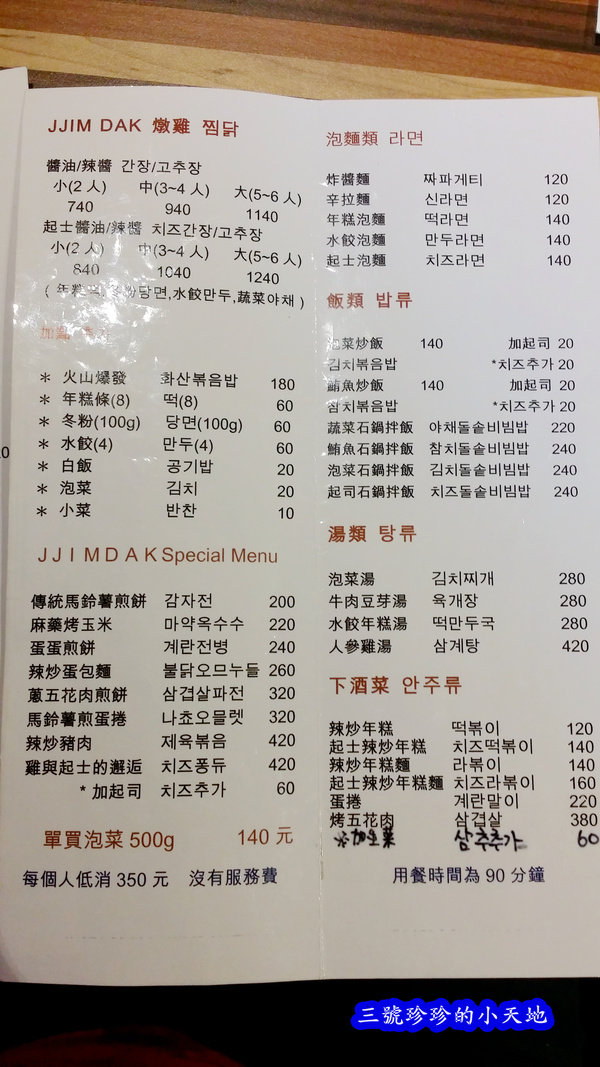 JJIM DAK 燉雞 찜닭
醬油/辣醬 간장/고추장
小(2 人) 中(3~4 人) 大(5~6 人)
740 940 1140
起士醬油/辣醬 치즈간장/고추장
小(2 人) 中(3~4 人) 大(5~6 人)
840 1040 1240
( 年糕떡,冬粉당면,水餃만두,蔬菜야채 )
加點
* 火山爆發 화산볶음밥 180
* 年糕條(8) 떡(8) 60
* 冬粉(100g) 당면(100g) 60
* 水餃(4) 만두(4) 60
* 白飯 공기밥 20
* 泡菜 김치 20
* 小菜 반찬 10
JJIMDAK Special Menu
傳統馬鈴薯煎餅 감자전 200
麻藥烤玉米 마약옥수수 220
蛋蛋煎餅 계란전병 240
辣炒蛋包麵 불닭오므누들 260
蔥五花肉煎餅 삼겹살파전 320
馬鈴薯煎蛋捲 나쵸오믈렛 320
辣炒豬肉 제육볶음 420
雞與起士的邂逅 치즈퐁듀 420
* 加起司 치즈추가 60
單買泡菜 500g 140 元
每個人低消 350 元 沒有服務費
泡麵類 라면
炸醬麵 짜파게티 120
辛拉麵 신라면 120
年糕泡麵 떡라면 140
水餃泡麵 만두라면 140
起士泡麵 치즈라면 140
飯類 밥류
泡菜炒飯 140 加起司 20
김치볶음밥 *치즈추가 20
鮪魚炒飯 140 加起司 20
참치볶음밥 *치즈추가 20
蔬菜石鍋拌飯 야채돌솥비빔밥 220
鮪魚石鍋拌飯 참치돌솥비빔밥 240
泡菜石鍋拌飯 김치돌솥비빔밥 240
起司石鍋拌飯 치즈돌솥비빔밥 240
湯類 탕류
泡菜湯 김치찌개 280
牛肉豆芽湯 육개장 280
水餃年糕湯 떡만두국 280
人參雞湯 삼계탕 420
下酒菜 안주류
辣炒年糕 떡볶이 120
起士辣炒年糕 치즈떡볶이 140
辣炒年糕麵 라볶이 140
起士辣炒年糕麵 치즈라볶이 160
蛋捲 계란말이 220
烤五花肉 삼겹살 380
※加生菜 삼추추가 60
用餐時間為 90 分鐘
三號珍珍的小天地